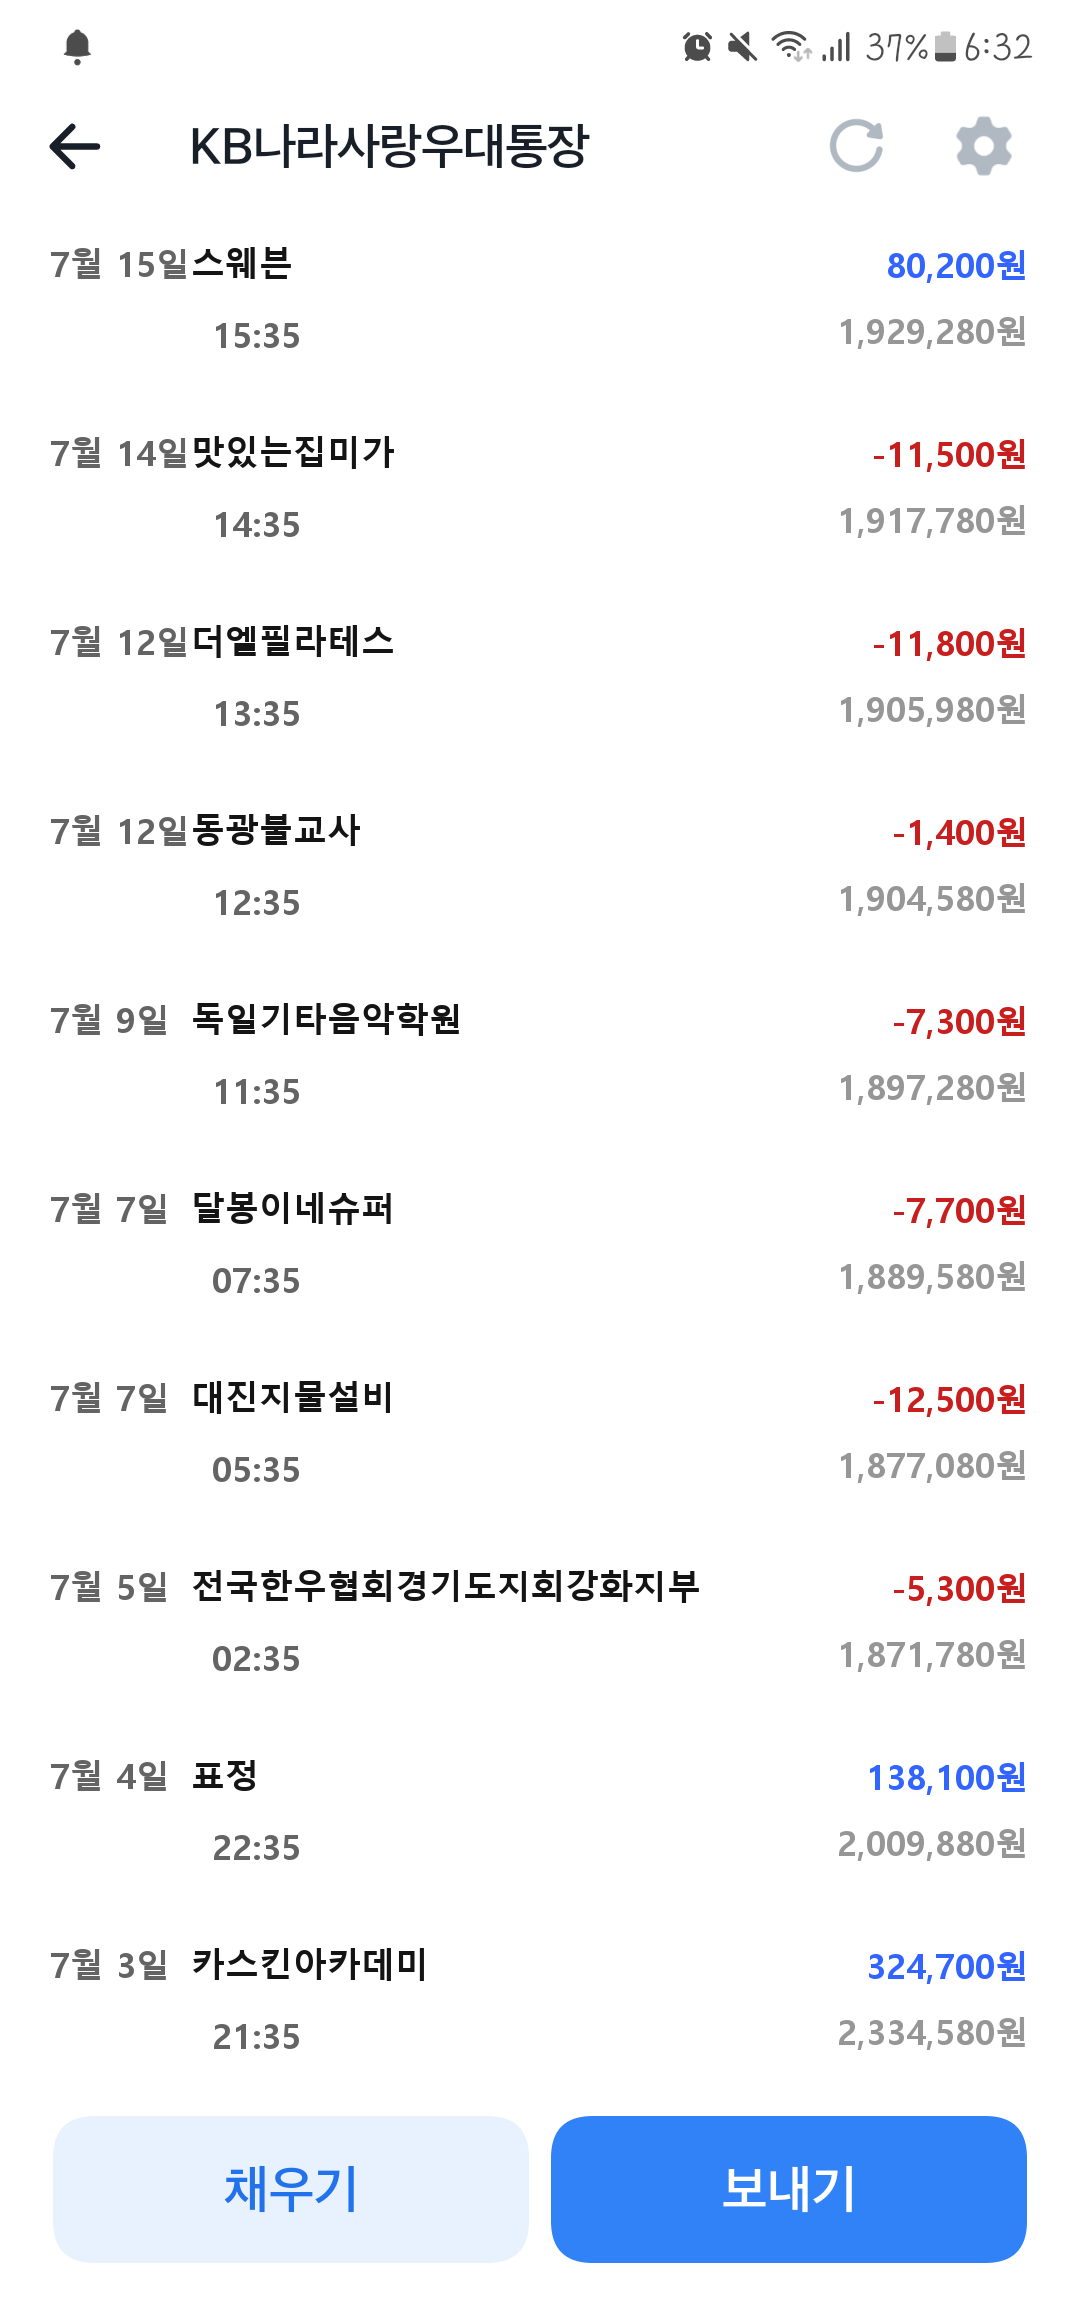 37% 6:32
KB나라사랑우대통장
7월 15일 스웨븐 80,200원
15:35 1,929,280원
7월 14일 맛있는집미가 -11,500원
14:35 1,917,780원
7월 12일 더엘필라테스 -11,800원
13:35 1,905,980원
7월 12일 동광불교사 -1,400원
12:35 1,904,580원
7월 9일 독일기타음악학원 -7,300원
11:35 1,897,280원
7월 7일 달봉이네슈퍼 -7,700원
07:35 1,889,580원
7월 7일 대진지물설비 -12,500원
05:35 1,877,080원
7월 5일 전국한우협회경기도지회강화지부 -5,300원
02:35 1,871,780원
7월 4일 표정 138,100원
22:35 2,009,880원
7월 3일 카스킨아카데미 324,700원
21:35 2,334,580원
채우기 보내기